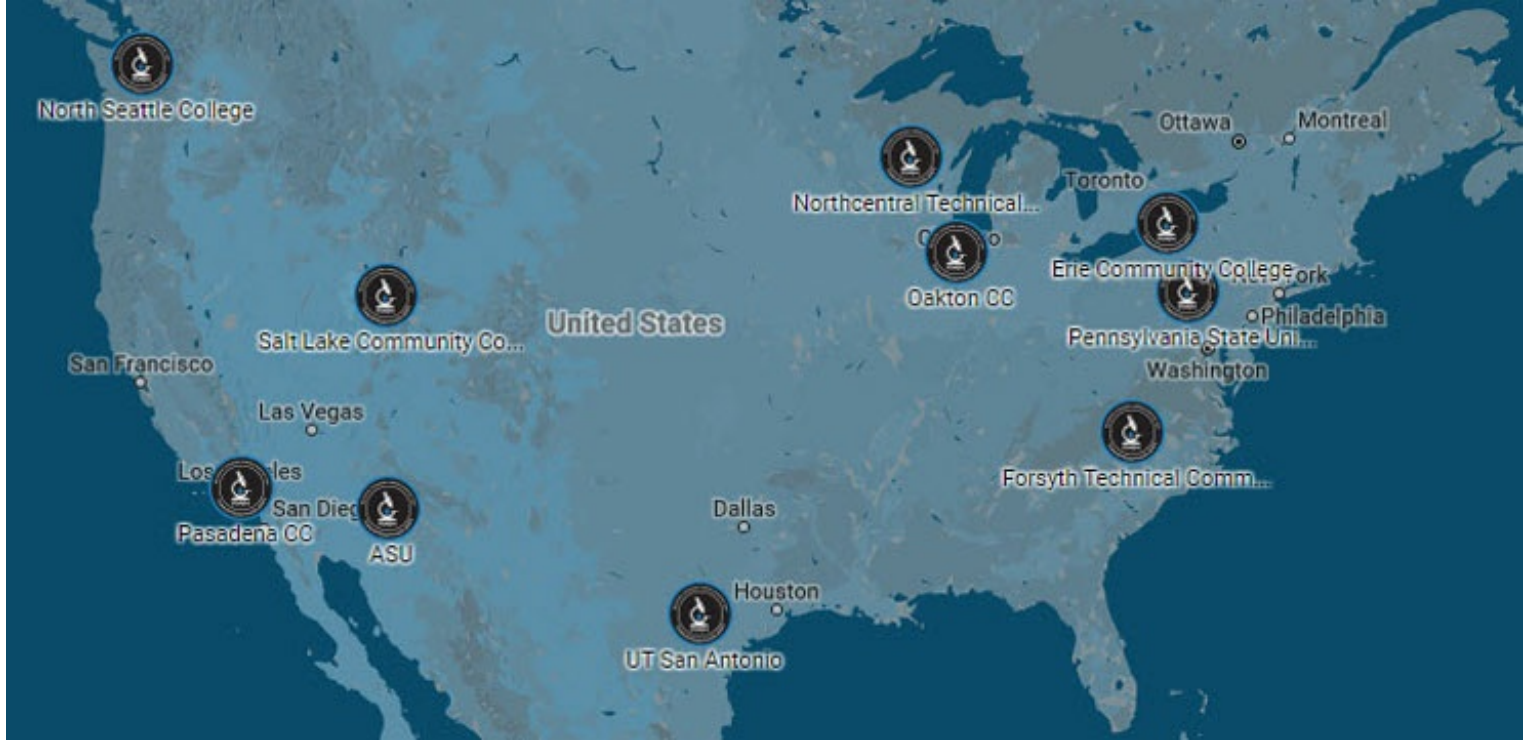 North Seattle College
Ottawa
Montreal
Northcentral Technical...
Toronto
Erie Community College
Oakton CC
Salt Lake Community Co...
United States
Philadelphia
Pennsylvania State Uni...
San Francisco
Washington
Las Vegas
Forsyth Technical Comm...
San Dieg
Pasadena CC
ASU
Dallas
Houston
UT San Antonio